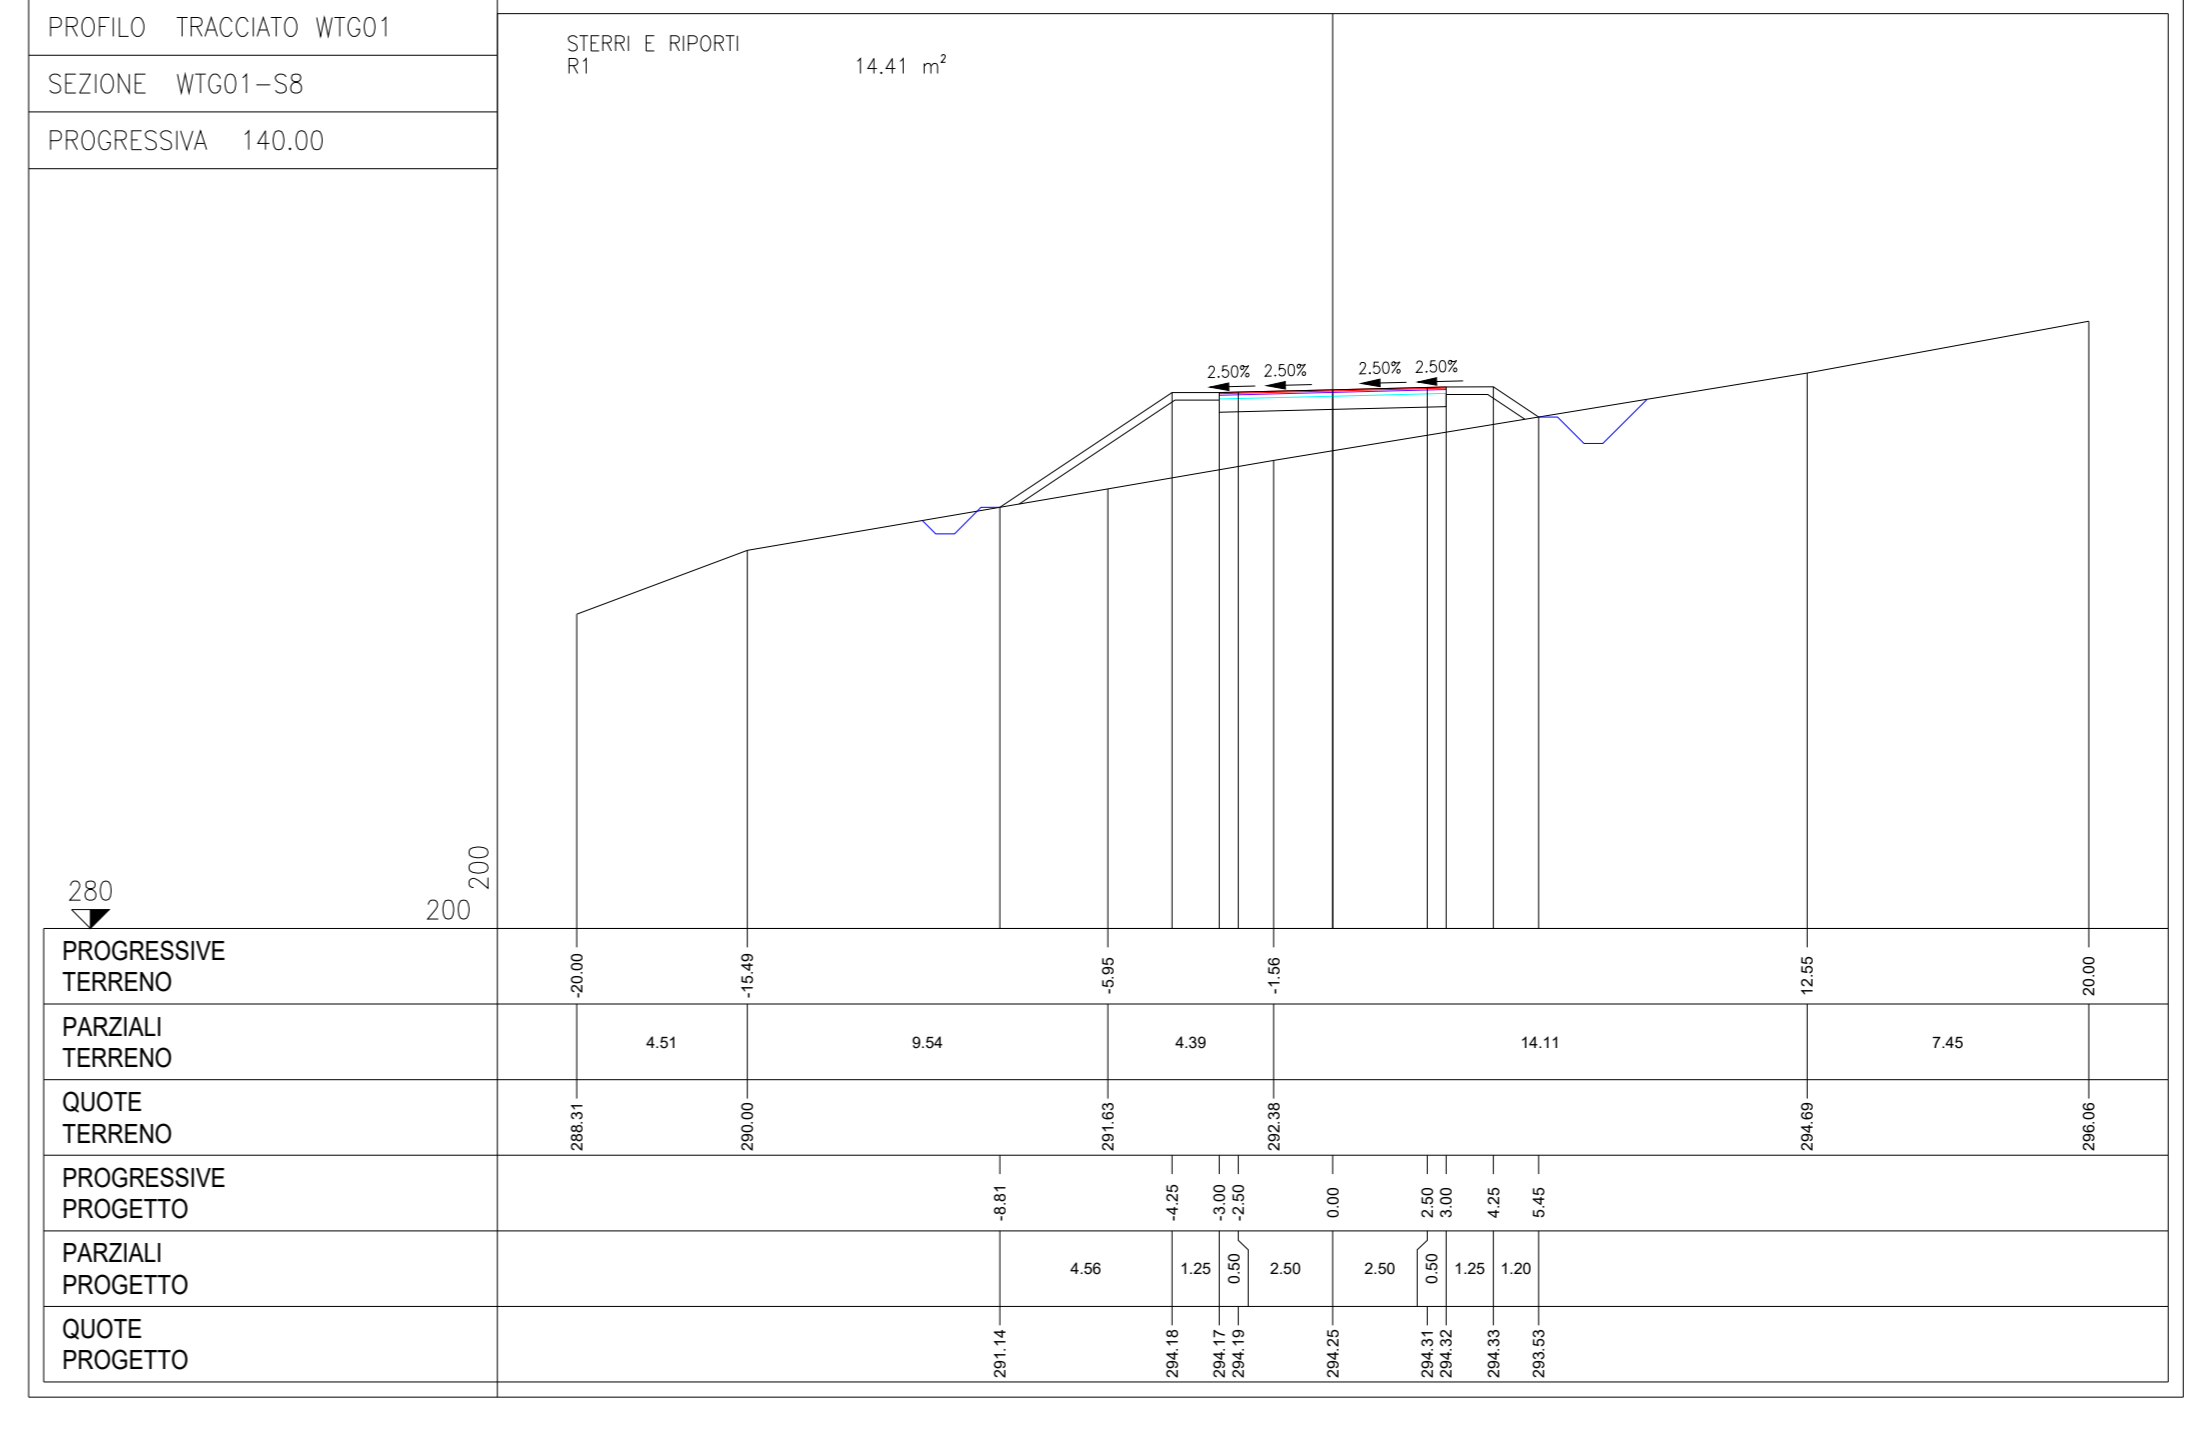 PROFILO TRACCIATO WTG01
SEZIONE WTG01-S8
PROGRESSIVA 140.00
STERRI E RIPORTI
R1 14.41 m²
2.50% 2.50% 2.50% 2.50%
280
200
200
PROGRESSIVE
TERRENO
-20.00 -15.49 -5.95 -1.56 12.55 20.00
PARZIALI
TERRENO
4.51 9.54 4.39 14.11 7.45
QUOTE
TERRENO
288.31 290.00 291.63 292.38 294.69 296.06
PROGRESSIVE
PROGETTO
-8.81 -4.25 -3.00 -2.50 0.00 2.50 3.00 4.25 5.45
PARZIALI
PROGETTO
4.56 1.25 0.50 2.50 2.50 0.50 1.25 1.20
QUOTE
PROGETTO
291.14 294.18 294.17 294.19 294.25 294.31 294.32 294.33 293.53